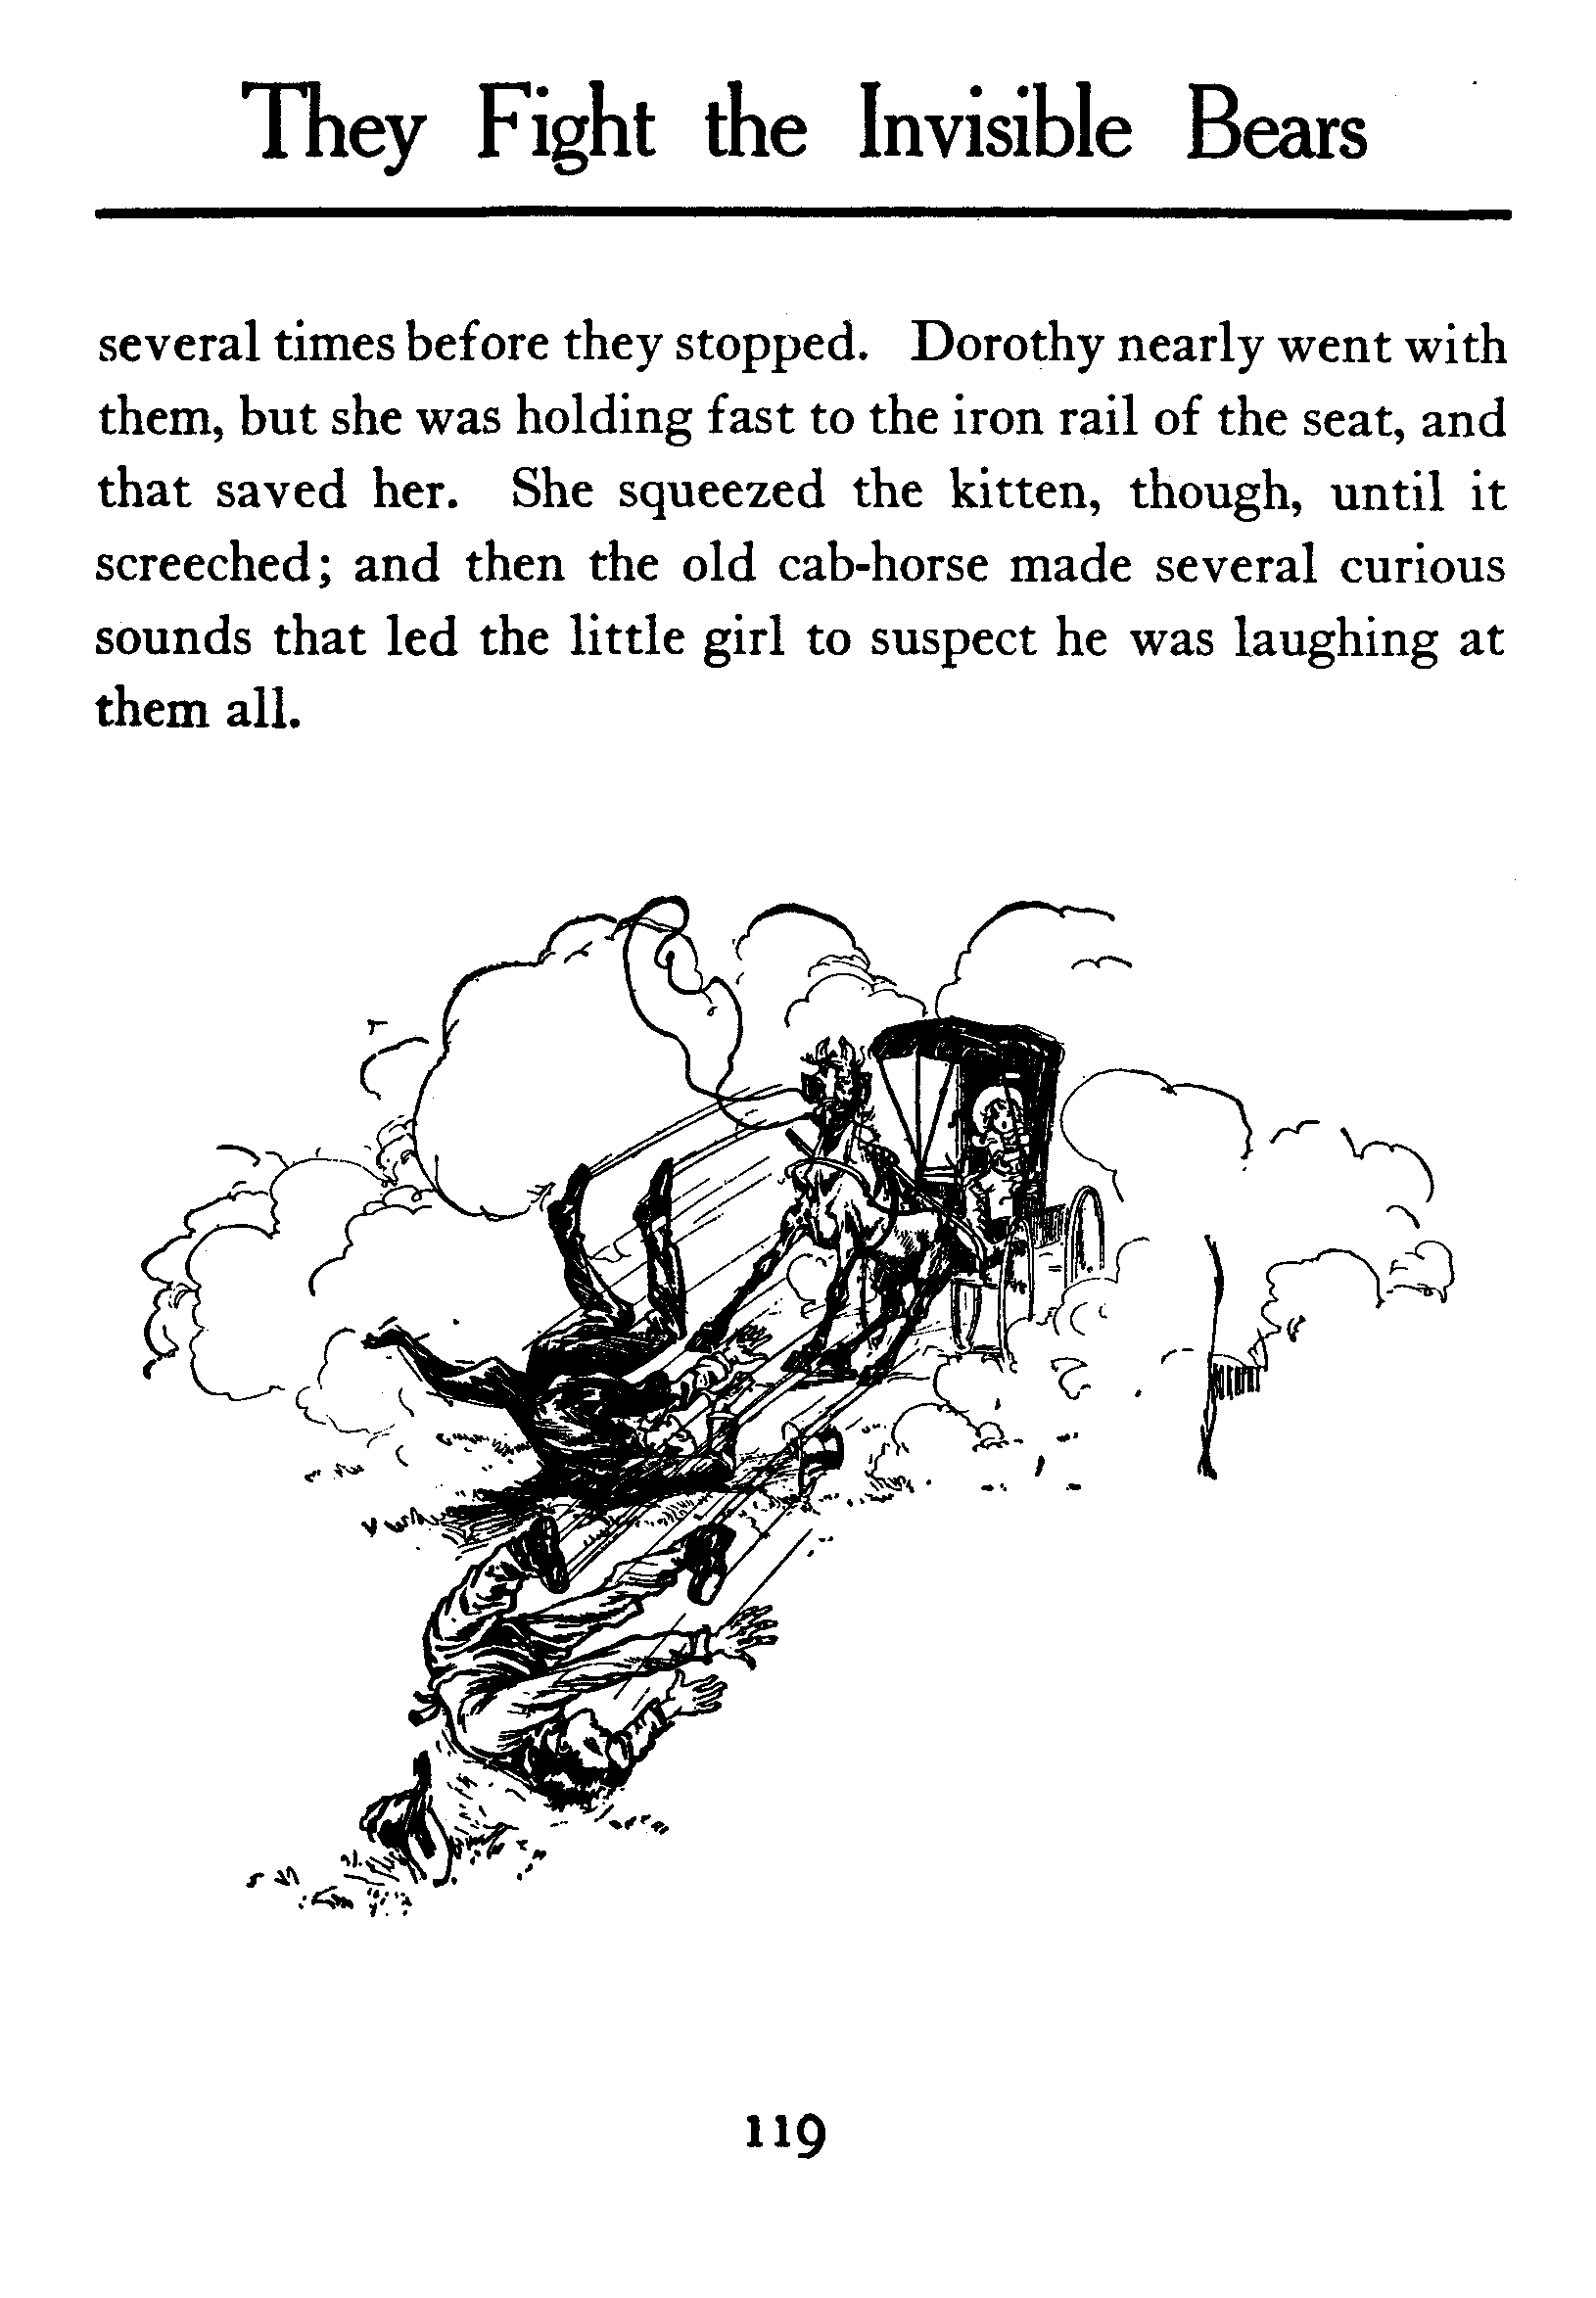 They Fight the Invisible Bears
several times before they stopped. Dorothy nearly went with
them, but she was holding fast to the iron rail of the seat, and
that saved her. She squeezed the kitten, though, until it
screeched; and then the old cab-horse made several curious
sounds that led the little girl to suspect he was laughing at
them all.
119